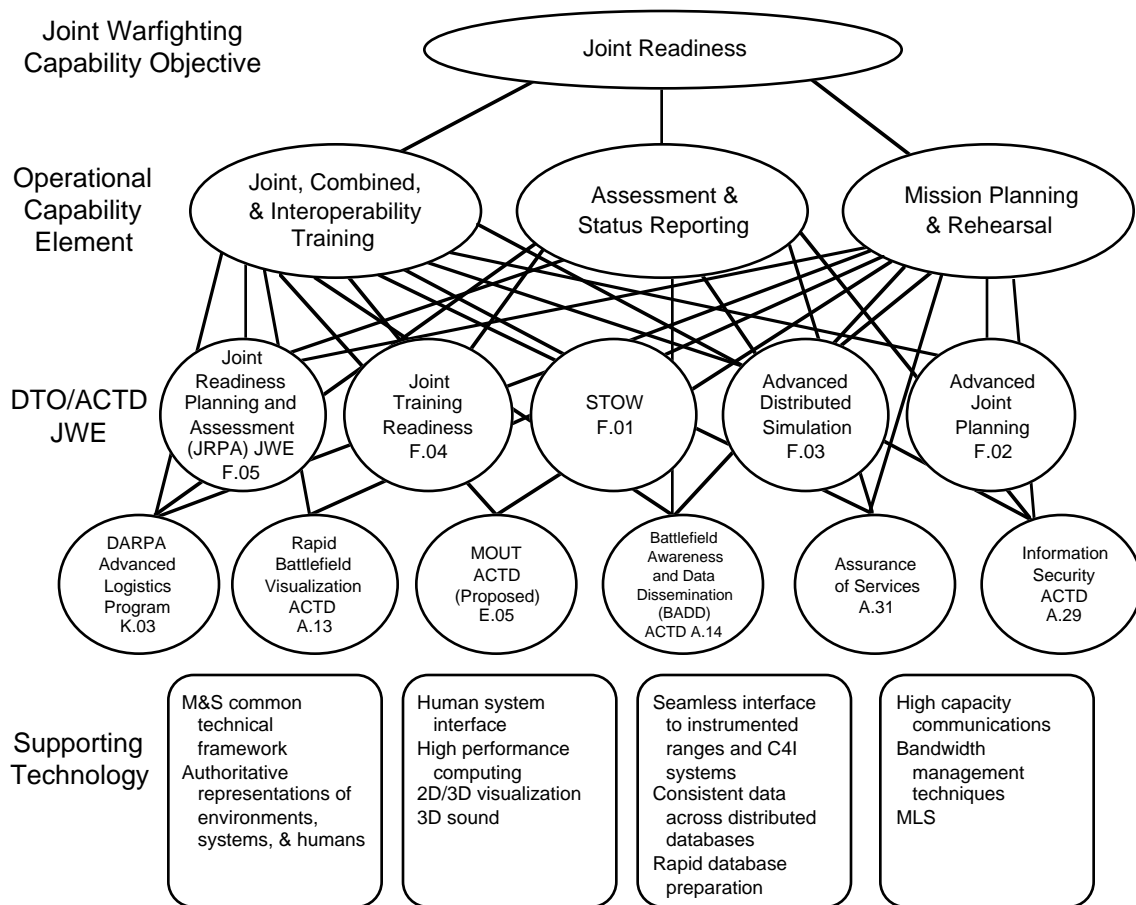 Joint Warfighting
Capability Objective
Joint Readiness
Operational
Capability
Element
Joint, Combined,
& Interoperability
Training
Assessment &
Status Reporting
Mission Planning
& Rehearsal
DTO/ACTD
JWE
Joint
Readiness
Planning and
Assessment
(JRPA) JWE
F.05
Joint
Training
Readiness
F.04
STOW
F.01
Advanced
Distributed
Simulation
F.03
Advanced
Joint
Planning
F.02
DARPA
Advanced
Logistics
Program
K.03
Rapid
Battlefield
Visualization
ACTD
A.13
MOUT
ACTD
(Proposed)
E.05
Battlefield
Awareness
and Data
Dissemination
(BADD)
ACTD A.14
Assurance
of Services
A.31
Information
Security
ACTD
A.29
Supporting
Technology
M&S common
technical
framework
Authoritative
representations of
environments,
systems, & humans
Human system
interface
High performance
computing
2D/3D visualization
3D sound
Seamless interface
to instrumented
ranges and C4I
systems
Consistent data
across distributed
databases
Rapid database
preparation
High capacity
communications
Bandwidth
management
techniques
MLS